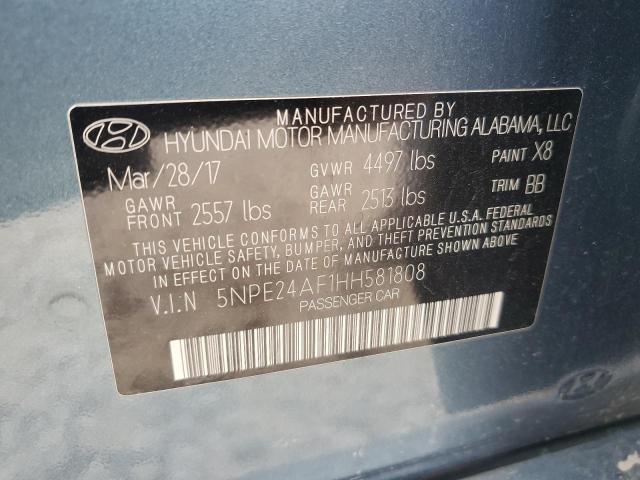 MANUFACTURED BY
HYUNDAI MOTOR MANUFACTURING ALABAMA, LLC
Mar/28/17 GVWR 4497 lbs PAINT X8
GAWR FRONT 2557 lbs GAWR REAR 2513 lbs TRIM BB
THIS VEHICLE CONFORMS TO ALL APPLICABLE U.S.A. FEDERAL
MOTOR VEHICLE SAFETY, BUMPER, AND THEFT PREVENTION STANDARDS
IN EFFECT ON THE DATE OF MANUFACTURE SHOWN ABOVE
V.I.N 5NPE24AF1HH581808
PASSENGER CAR